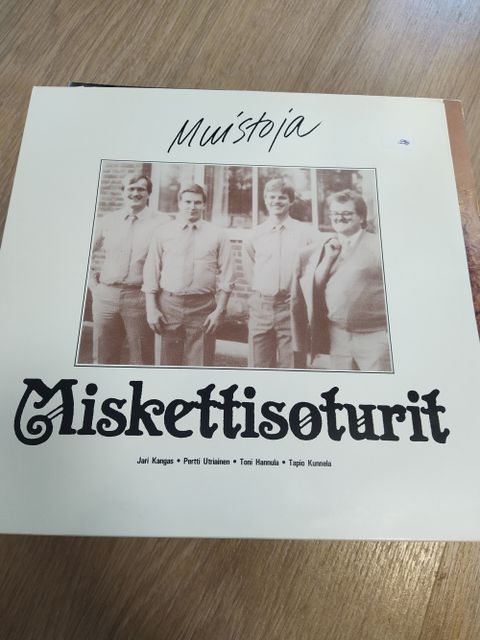 Muistoja
Miskettisoturit
Jari Kangas • Pertti Utriainen • Toni Hannula • Tapio Kunnela